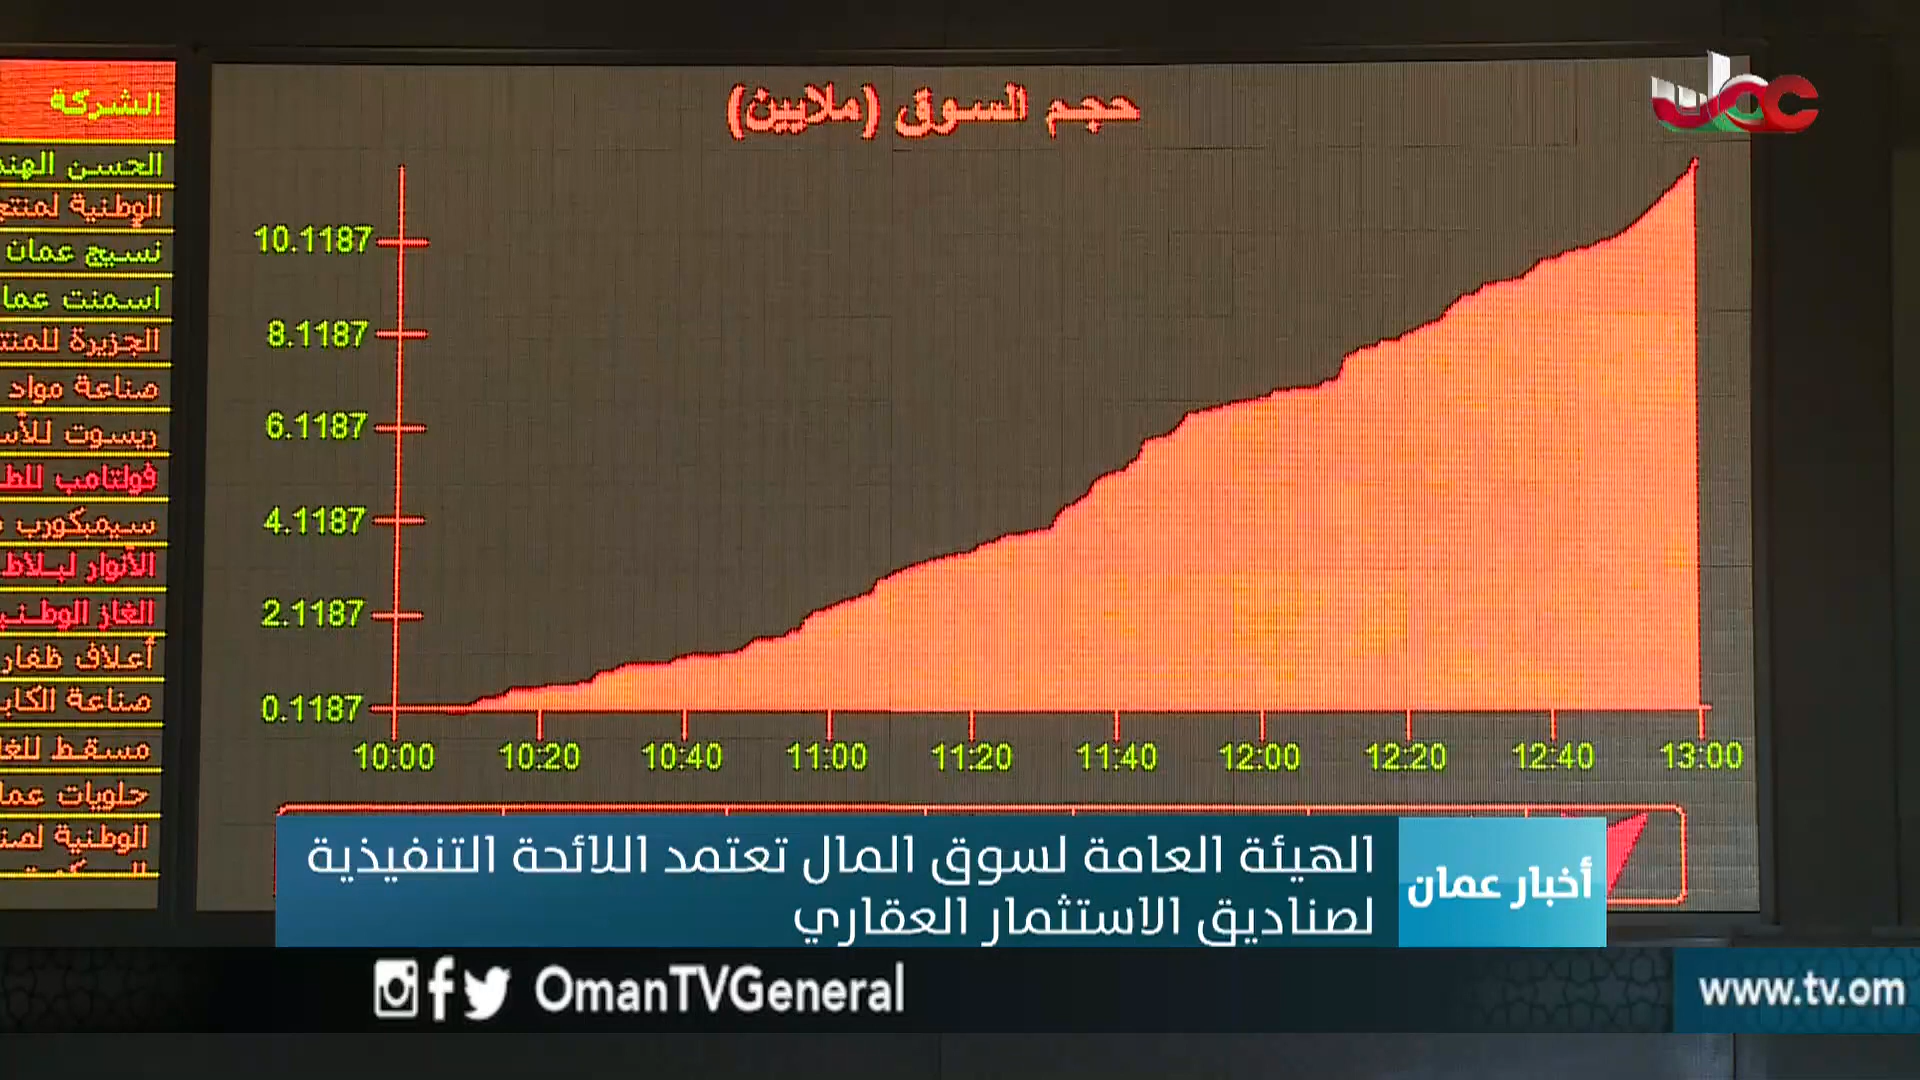 عمان
حجم السوق (ملايين)
الشركة
الحسن
الوطنية
نسيج عمان
اسمنت
الجزيرة
صناعة مواد
ريسوت
فولتامب
سيمبكورب
الأنوار
الغاز
أعلاف ظفار
صناعة
مسقط
حلويات
الوطنية
10.1187
8.1187
6.1187
4.1187
2.1187
0.1187
10:00 10:20 10:40 11:00 11:20 11:40 12:00 12:20 12:40 13:00
أخبار عمان
الهيئة العامة لسوق المال تعتمد اللائحة التنفيذية
لصناديق الاستثمار العقاري
OmanTVGeneral
www.tv.om